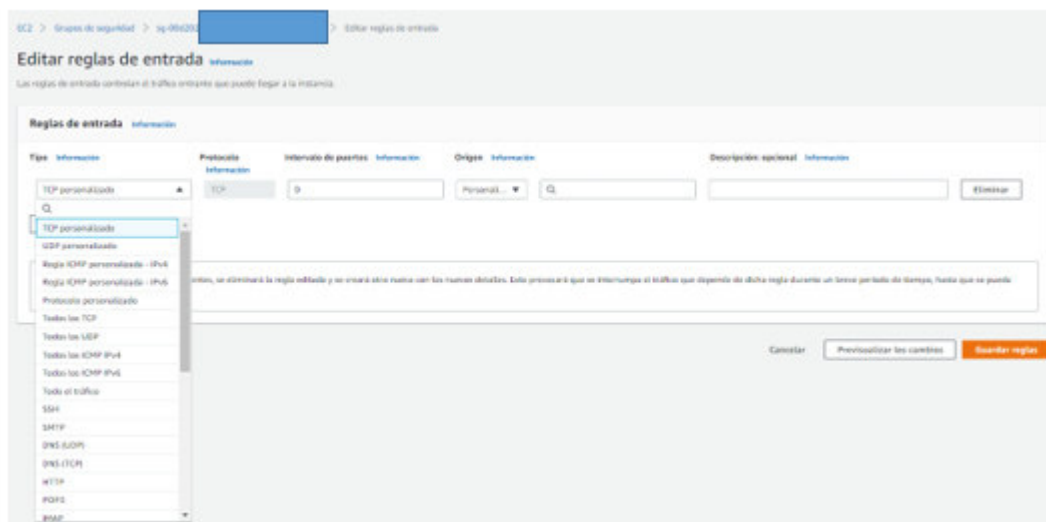 EC2 > Grupos de seguridad > sg-00d202 > Editar reglas de entrada
Editar reglas de entrada Información
Las reglas de entrada controlan el tráfico entrante que puede llegar a la instancia.
Reglas de entrada Información
Tipo Información Protocolo Información Intervalo de puertos Información Origen Información Descripción: opcional Información
TCP personalizado TCP 0 Personal... Eliminar
TCP personalizado
UDP personalizado
Regla ICMP personalizada - IPv4
Regla ICMP personalizada - IPv6
entes, se eliminará la regla editada y se creará otra nueva con los nuevos detalles. Esto provocará que se interrumpa el tráfico que depende de dicha regla durante un breve periodo de tiempo, hasta que se pueda
Protocolo personalizado
Todos los TCP
Todos los UDP
Todos los ICMP IPv4
Todos los ICMP IPv6
Cancelar Previsualizar los cambios Guardar reglas
Todo el tráfico
SSH
SMTP
DNS (UDP)
DNS (TCP)
HTTP
POP3
IMAP